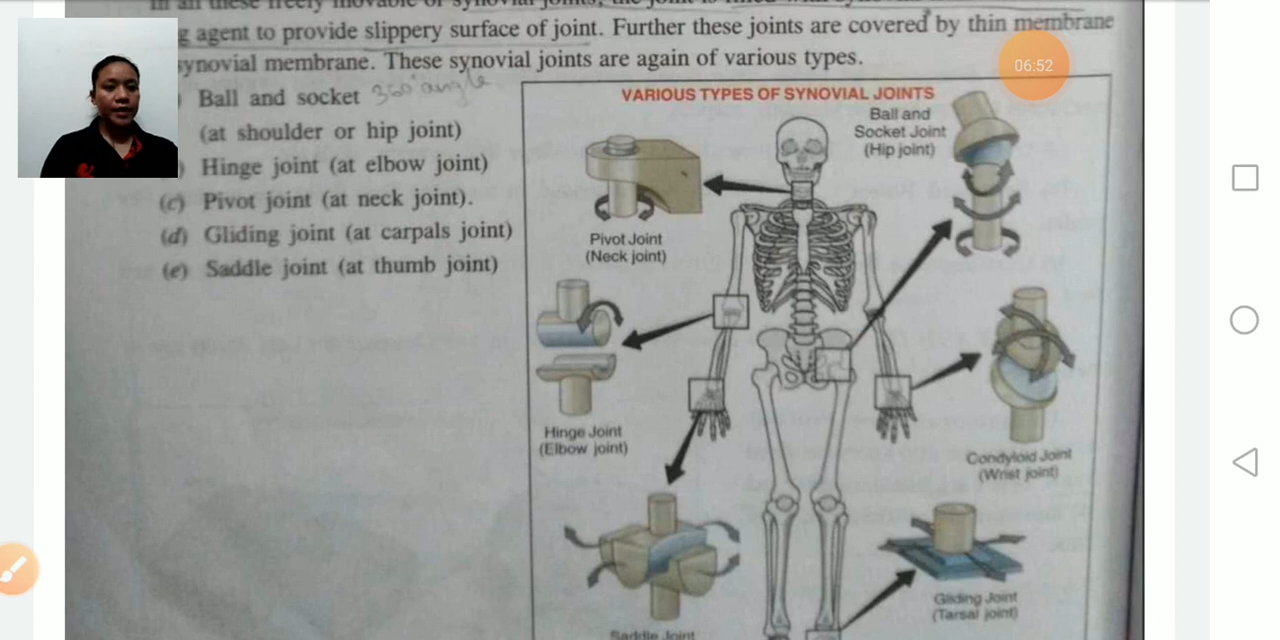 g agent to provide slippery surface of joint. Further these joints are covered by thin membrane
synovial membrane. These synovial joints are again of various types.
06:52
Ball and socket 360° angle
(at shoulder or hip joint)
Hinge joint (at elbow joint)
(c) Pivot joint (at neck joint).
(d) Gliding joint (at carpals joint)
(e) Saddle joint (at thumb joint)
VARIOUS TYPES OF SYNOVIAL JOINTS
Ball and
Socket Joint
(Hip joint)
Pivot Joint
(Neck joint)
Hinge Joint
(Elbow joint)
Condyloid Joint
(Wrist joint)
Gliding Joint
(Tarsal joint)
Saddle Joint